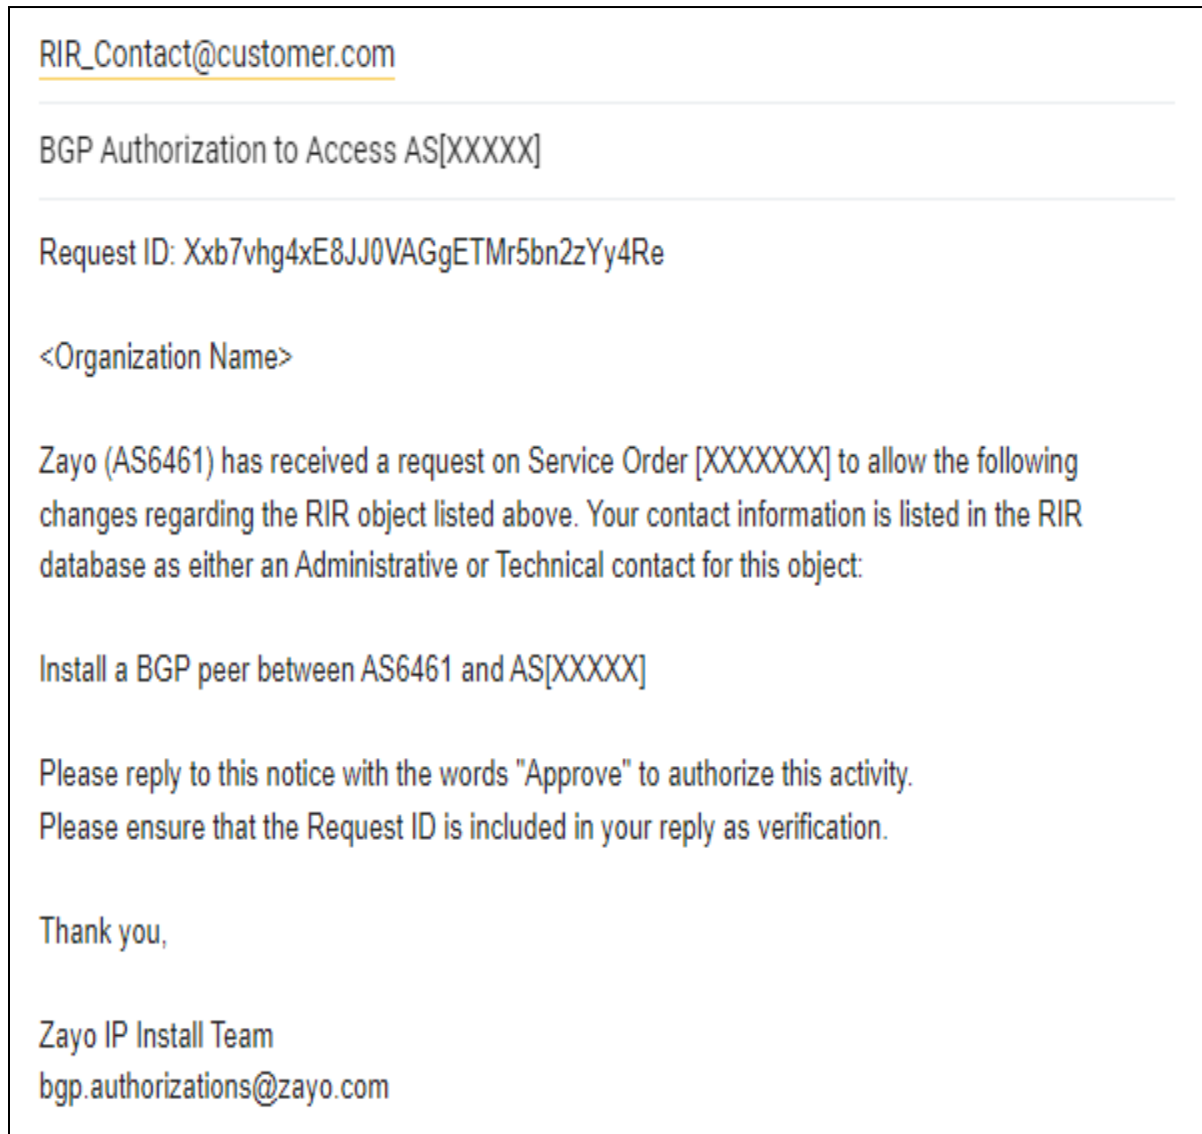 RIR_Contact@customer.com
BGP Authorization to Access AS[XXXXX]
Request ID: Xxb7vhg4xE8JJ0VAGgETMr5bn2zYy4Re
<Organization Name>
Zayo (AS6461) has received a request on Service Order [XXXXXXX] to allow the following
changes regarding the RIR object listed above. Your contact information is listed in the RIR
database as either an Administrative or Technical contact for this object:
Install a BGP peer between AS6461 and AS[XXXXX]
Please reply to this notice with the words "Approve" to authorize this activity.
Please ensure that the Request ID is included in your reply as verification.
Thank you,
Zayo IP Install Team
bgp.authorizations@zayo.com